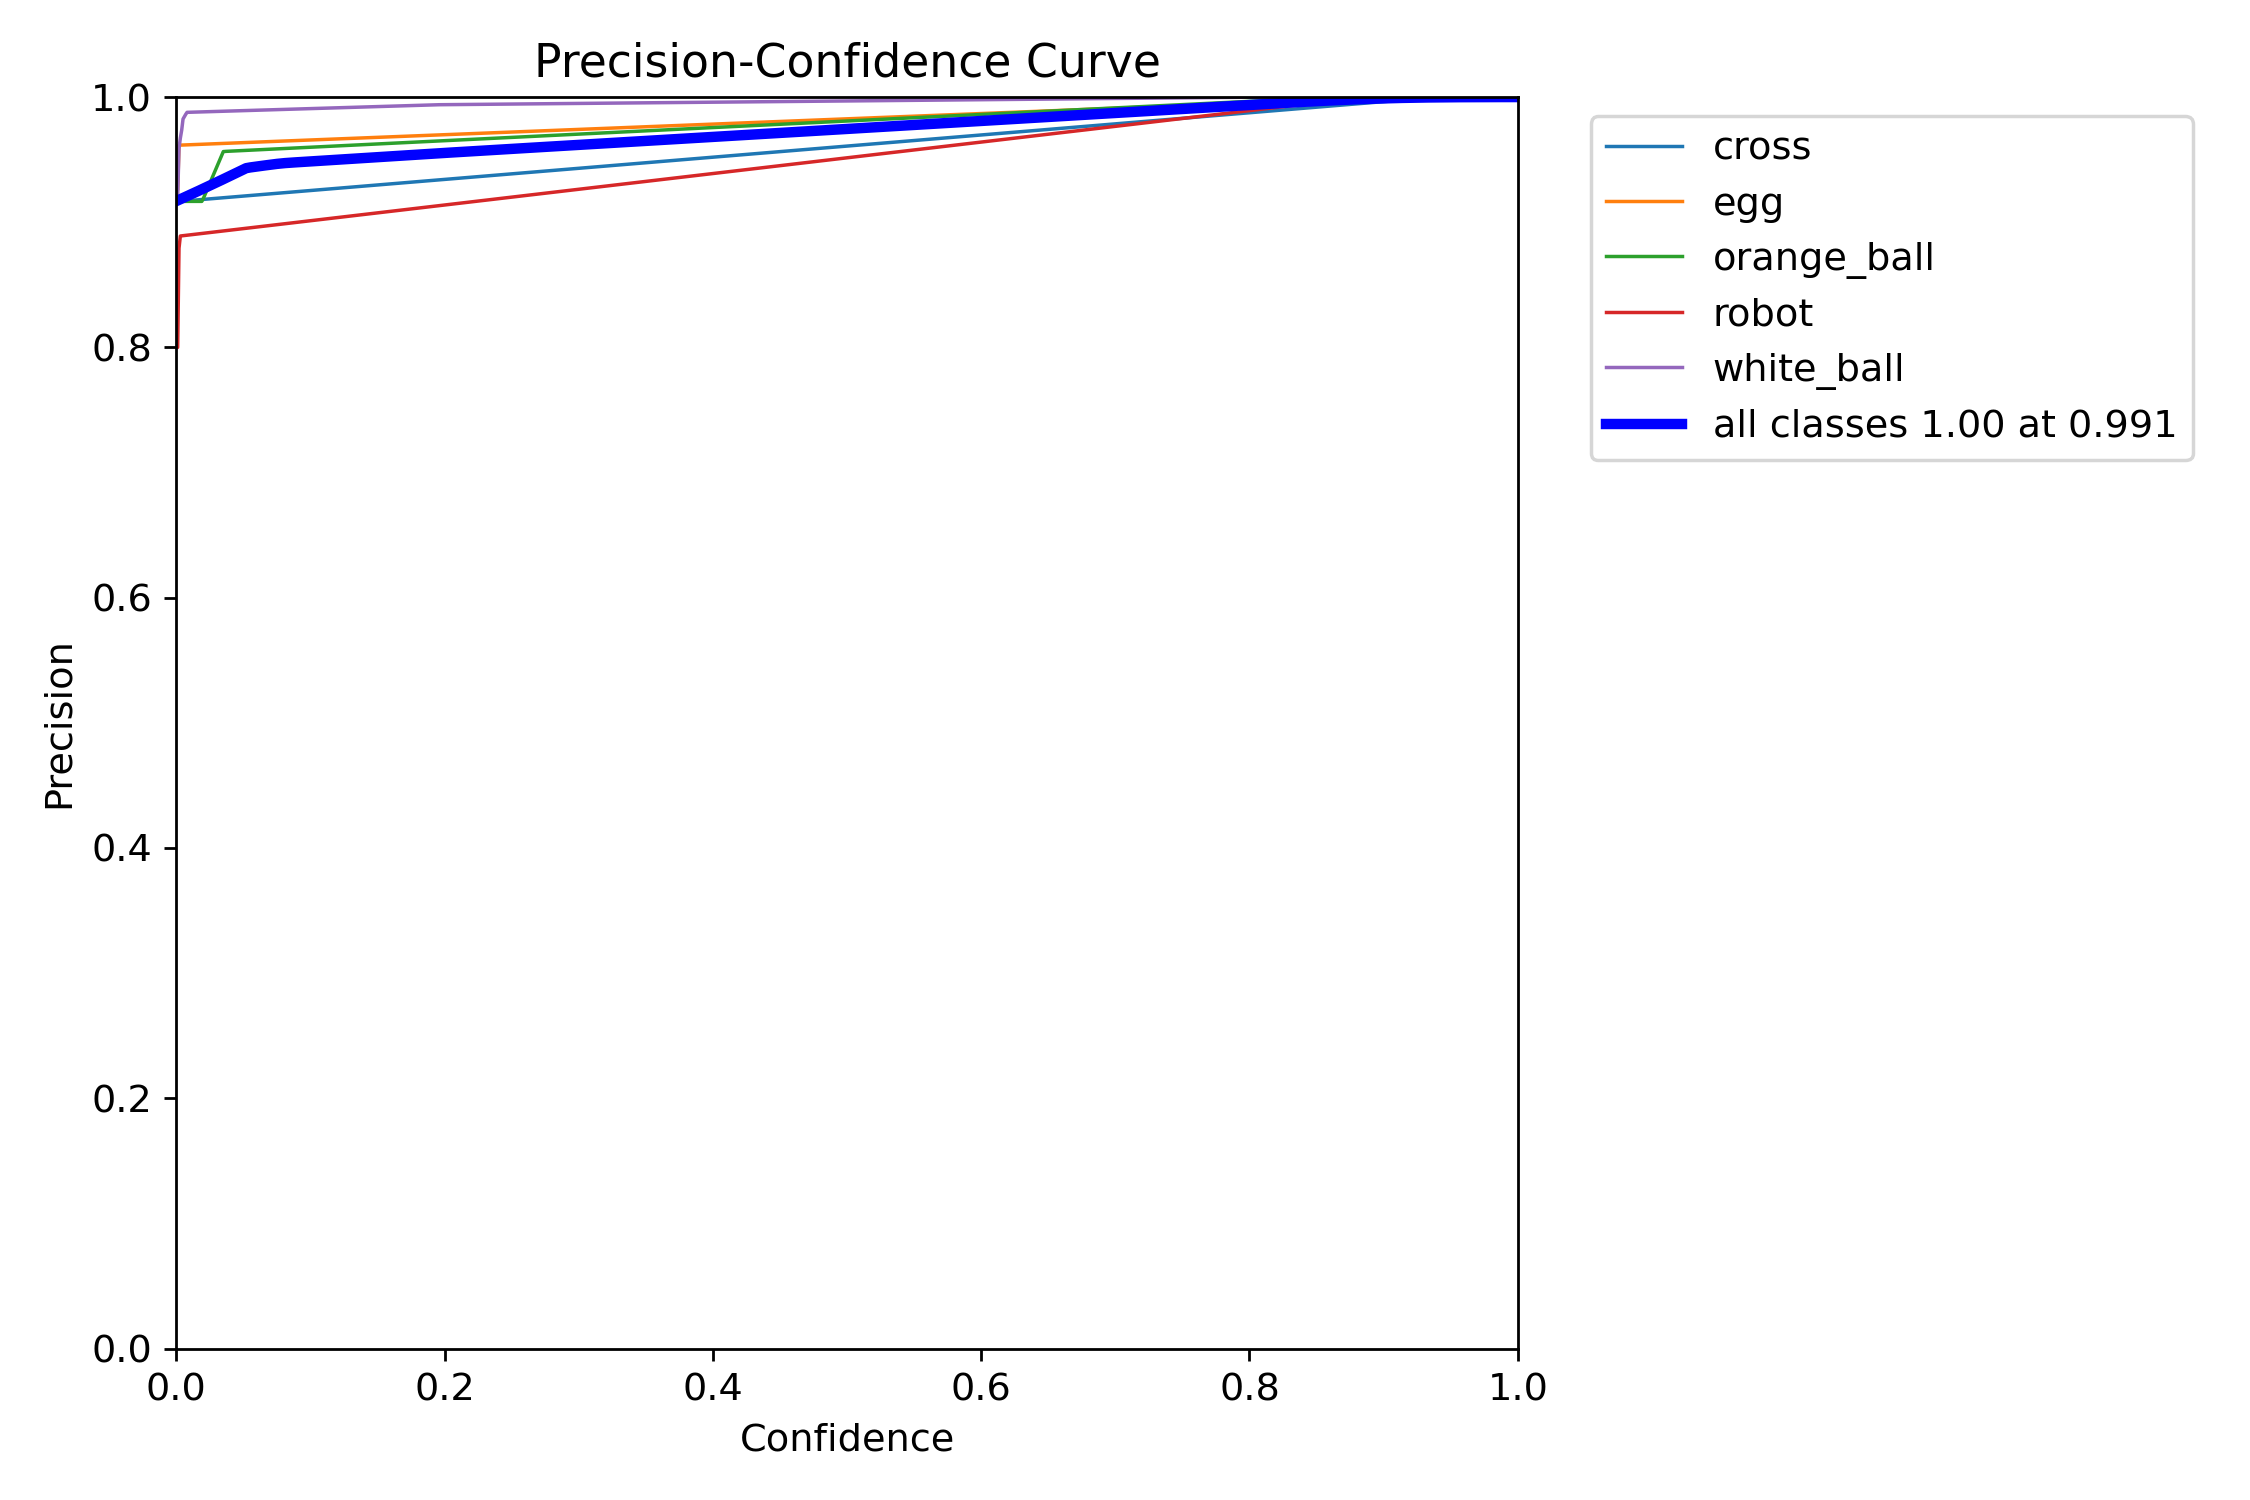 Precision-Confidence Curve
1.0
0.8
0.6
0.4
0.2
0.0
Precision
0.0 0.2 0.4 0.6 0.8 1.0
Confidence
cross
egg
orange_ball
robot
white_ball
all classes 1.00 at 0.991